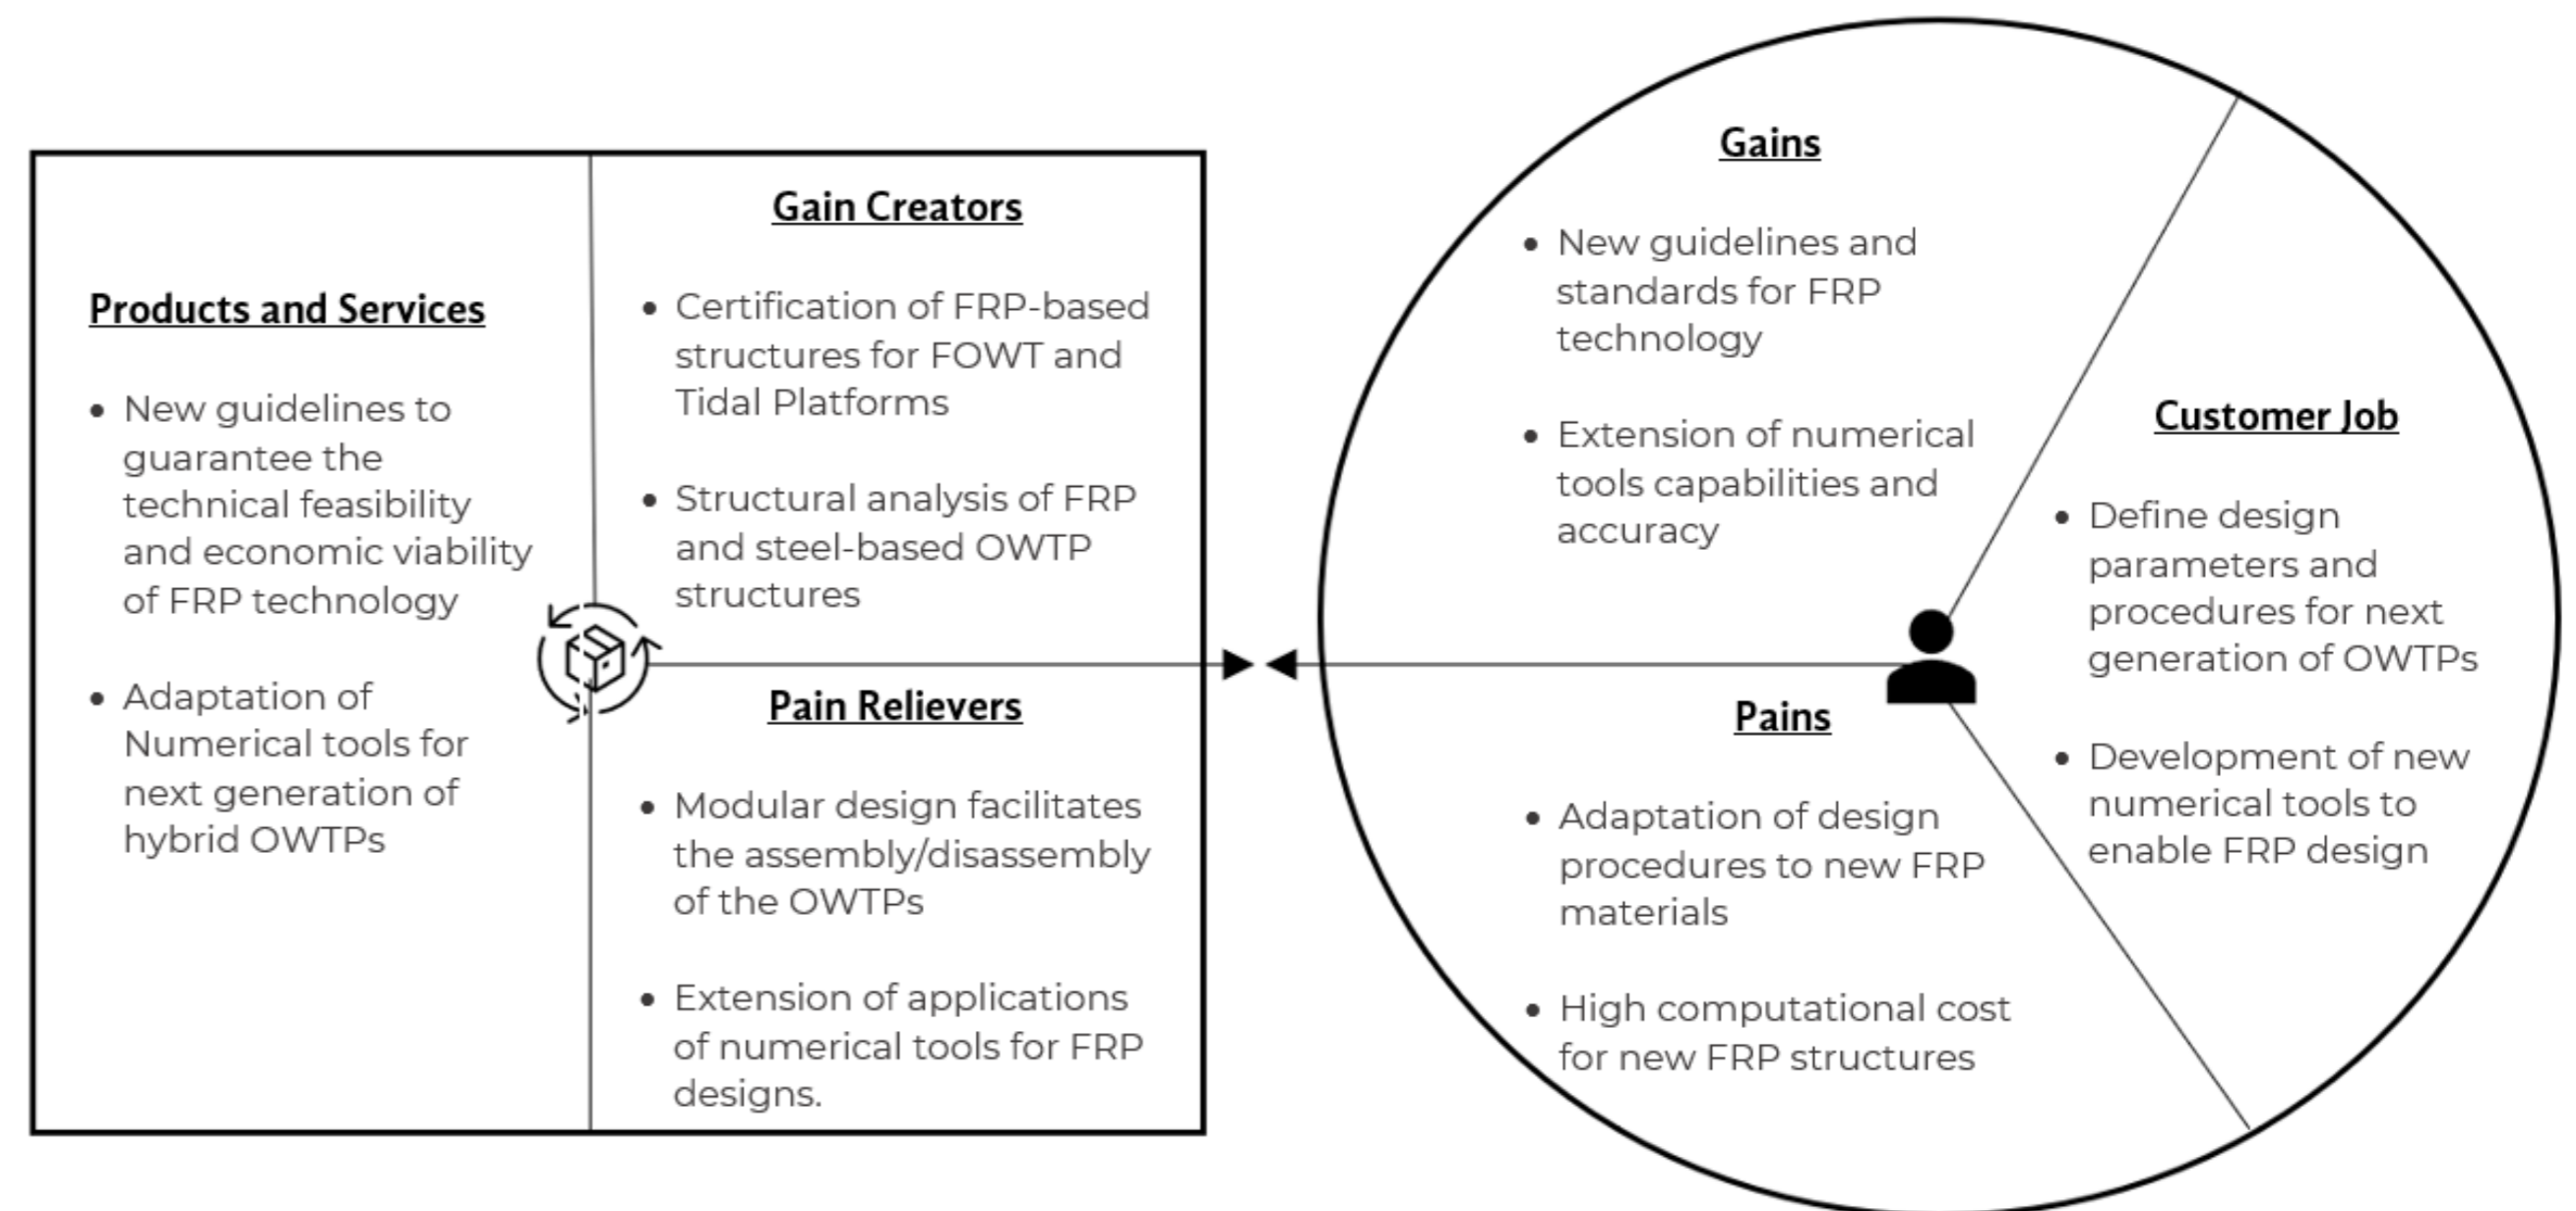 Products and Services
• New guidelines to
guarantee the
technical feasibility
and economic viability
of FRP technology
• Adaptation of
Numerical tools for
next generation of
hybrid OWTPs
Gain Creators
• Certification of FRP-based
structures for FOWT and
Tidal Platforms
• Structural analysis of FRP
and steel-based OWTP
structures
Pain Relievers
• Modular design facilitates
the assembly/disassembly
of the OWTPs
• Extension of applications
of numerical tools for FRP
designs.
Gains
• New guidelines and
standards for FRP
technology
• Extension of numerical
tools capabilities and
accuracy
Pains
• Adaptation of design
procedures to new FRP
materials
• High computational cost
for new FRP structures
Customer Job
• Define design
parameters and
procedures for next
generation of OWTPs
• Development of new
numerical tools to
enable FRP design